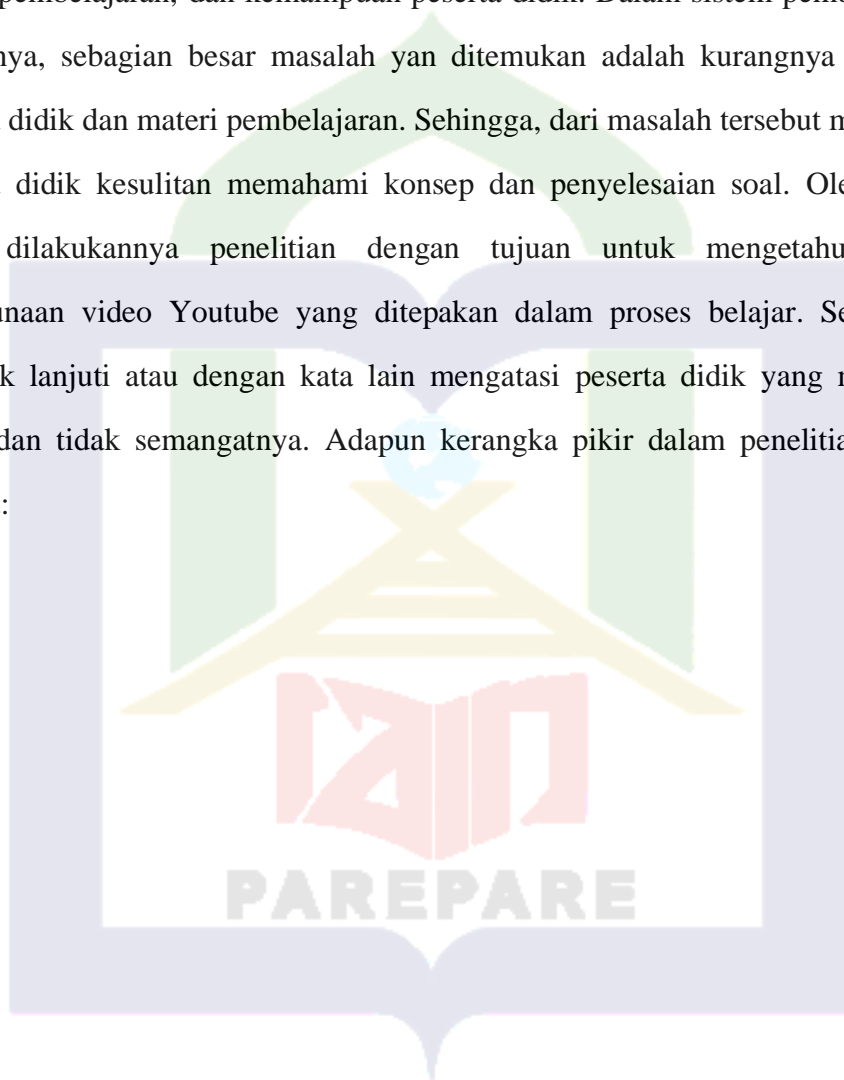 pembelajaran, dan kemampuan peserta didik. Dalam sistem
nya, sebagian besar masalah yan ditemukan adalah kurangnya
didik dan materi pembelajaran. Sehingga, dari masalah tersebut m
didik kesulitan memahami konsep dan penyelesaian soal. Ole
dilakukannya penelitian dengan tujuan untuk mengetahu
unaan video Youtube yang ditepakan dalam proses belajar. Se
k lanjuti atau dengan kata lain mengatasi peserta didik yang
dan tidak semangatnya. Adapun kerangka pikir dalam penelitia
:
iain
PAREPARE